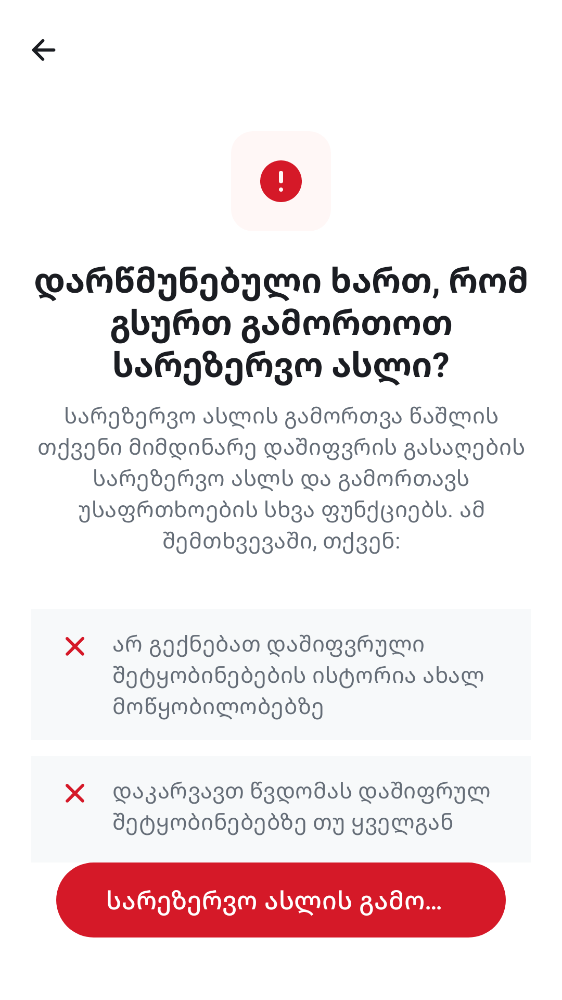 დარწმუნებული ხართ, რომ
გსურთ გამორთოთ
სარეზერვო ასლი?
სარეზერვო ასლის გამორთვა წაშლის
თქვენი მიმდინარე დაშიფვრის გასაღების
სარეზერვო ასლს და გამორთავს
უსაფრთხოების სხვა ფუნქციებს. ამ
შემთხვევაში, თქვენ:
არ გექნებათ დაშიფვრული
შეტყობინებების ისტორია ახალ
მოწყობილობებზე
დაკარვავთ წვდომას დაშიფრულ
შეტყობინებებზე თუ ყველგან
სარეზერვო ასლის გამო...